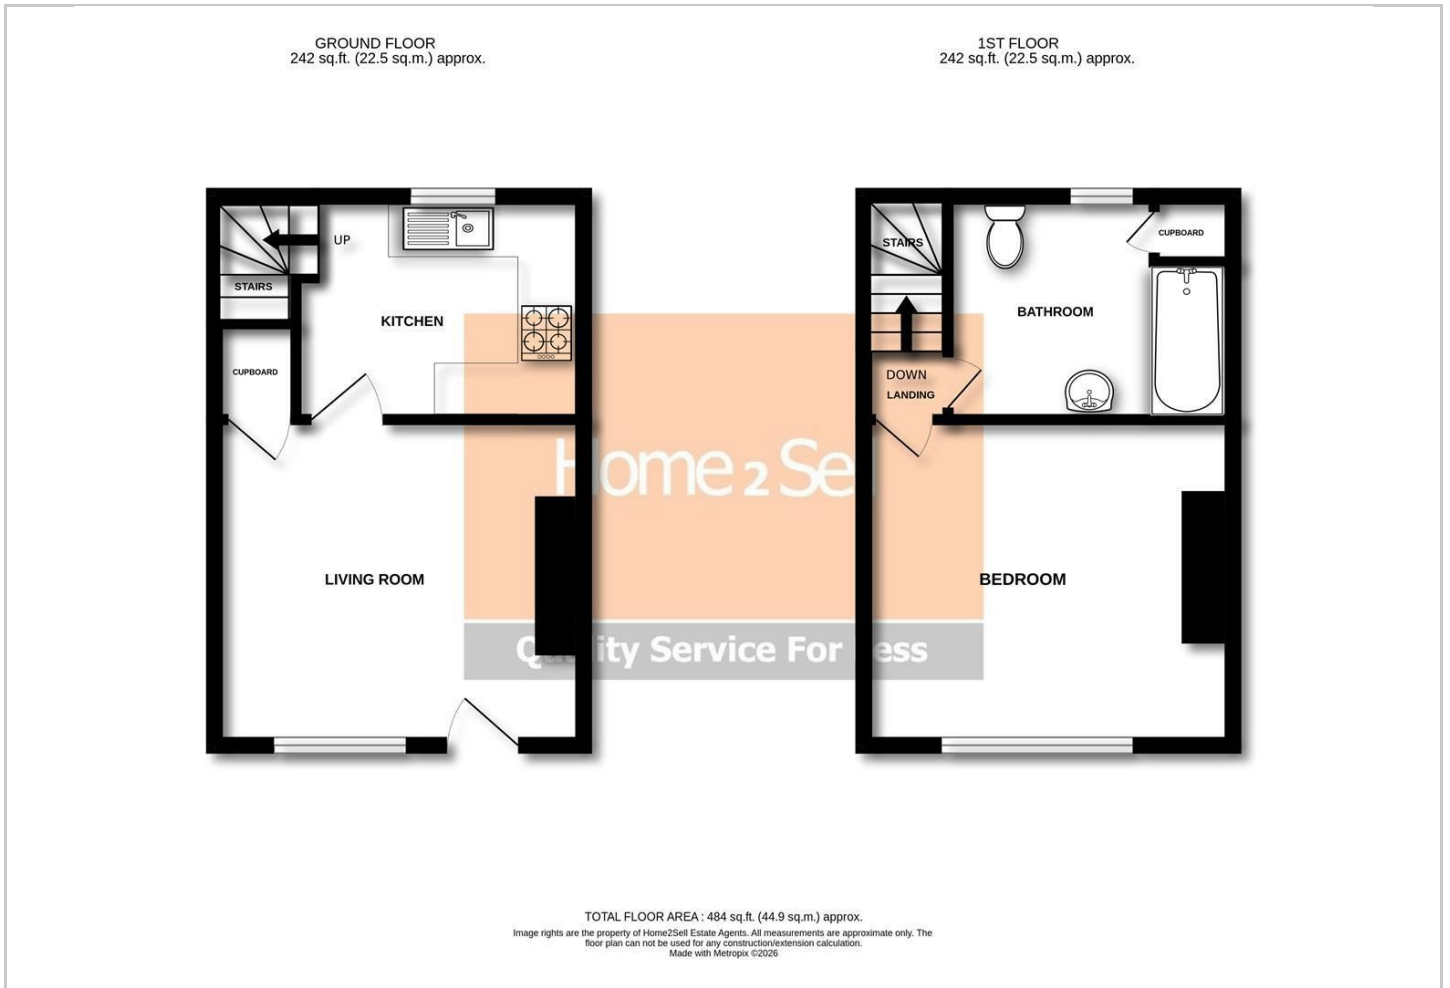 GROUND FLOOR
242 sq.ft. (22.5 sq.m.) approx.
1ST FLOOR
242 sq.ft. (22.5 sq.m.) approx.
UP
STAIRS
KITCHEN
CUPBOARD
LIVING ROOM
STAIRS
CUPBOARD
BATHROOM
DOWN
LANDING
BEDROOM
Home 2 Se
Service For
TOTAL FLOOR AREA : 484 sq.ft. (44.9 sq.m.) approx.
Image rights are the property of Home2Sell Estate Agents. All measurements are approximate only. The
floor plan can not be used for any construction/extension calculation.
Made with Metropix ©2026